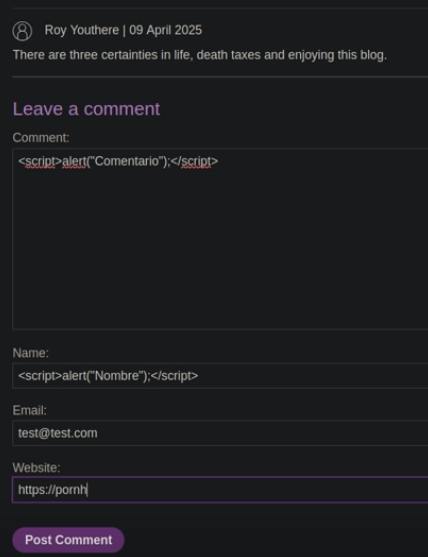 Roy Youthere | 09 April 2025
There are three certainties in life, death taxes and enjoying this blog.
Leave a comment
Comment:
<script>alert("Comentario");</script>
Name:
<script>alert("Nombre");</script>
Email:
test@test.com
Website:
https://pornh
Post Comment